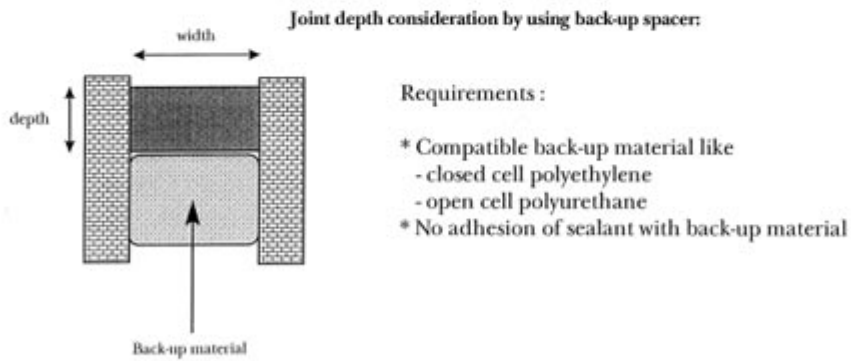 Joint depth consideration by using back-up spacer:
width
depth
Requirements :
* Compatible back-up material like
- closed cell polyethylene
- open cell polyurethane
* No adhesion of sealant with back-up material
Back-up material